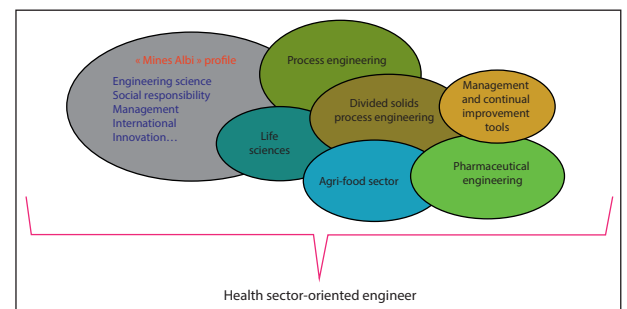 « Mines Albi » profile
Engineering science
Social responsibility
Management
International
Innovation…
Process engineering
Divided solids
process engineering
Management
and continual
improvement
tools
Life
sciences
Agri-food sector
Pharmaceutical
engineering
Health sector-oriented engineer